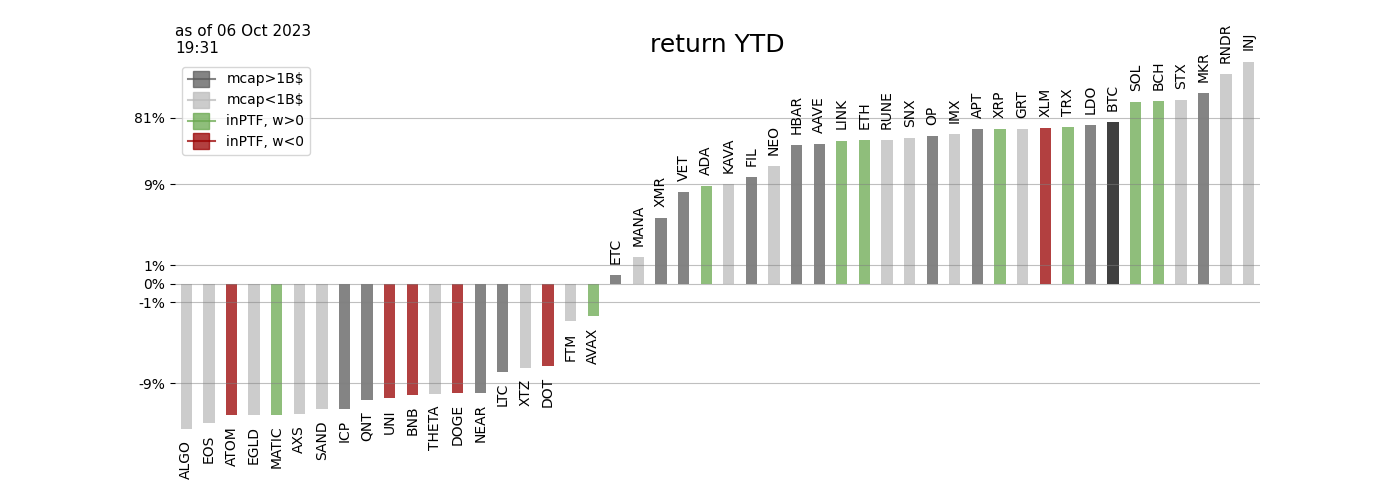 as of 06 Oct 2023
19:31
return YTD
mcap>1B$
mcap<1B$
inPTF, w>0
inPTF, w<0
81%
9%
1%
0%
-1%
-9%
ALGO
EOS
ATOM
EGLD
MATIC
AXS
SAND
ICP
QNT
UNI
BNB
THETA
DOGE
NEAR
LTC
XTZ
DOT
FTM
AVAX
ETC
MANA
XMR
VET
ADA
KAVA
FIL
NEO
HBAR
AAVE
LINK
ETH
RUNE
SNX
OP
IMX
APT
XRP
GRT
XLM
TRX
LDO
BTC
SOL
BCH
STX
MKR
RNDR
INJ